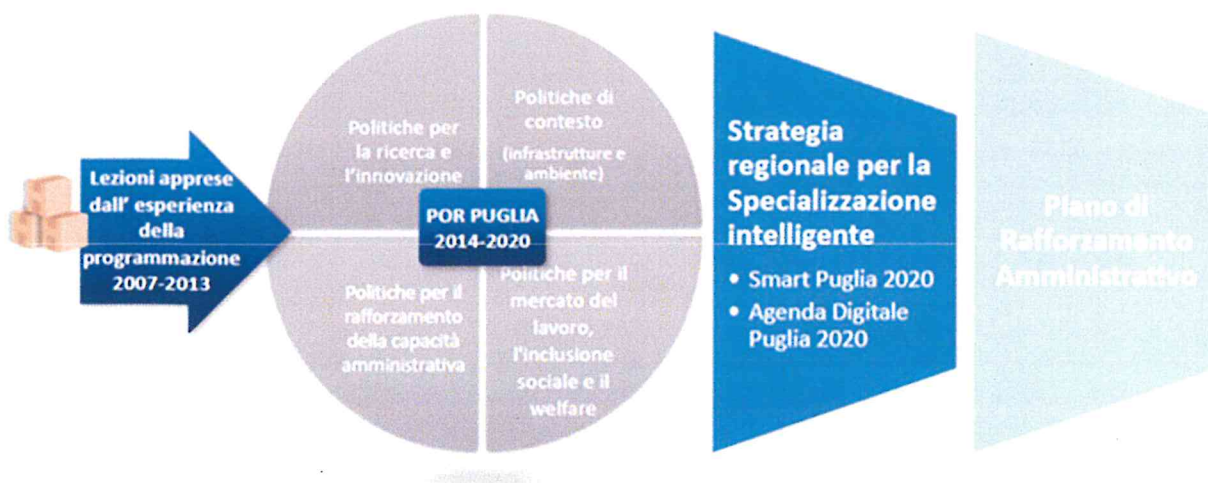 Lezioni apprese
dall' esperienza
della
programmazione
2007-2013
Politiche per
la ricerca e
l'innovazione
Politiche di
contesto
(infrastrutture e
ambiente)
POR PUGLIA
2014-2020
Politiche per il
rafforzamento
della capacità
amministrativa
Politiche per il
mercato del
lavoro,
l'inclusione
sociale e il
welfare
Strategia
regionale per la
Specializzazione
intelligente
• Smart Puglia 2020
• Agenda Digitale
Puglia 2020
Piano di
Rafforzamento
Amministrativo